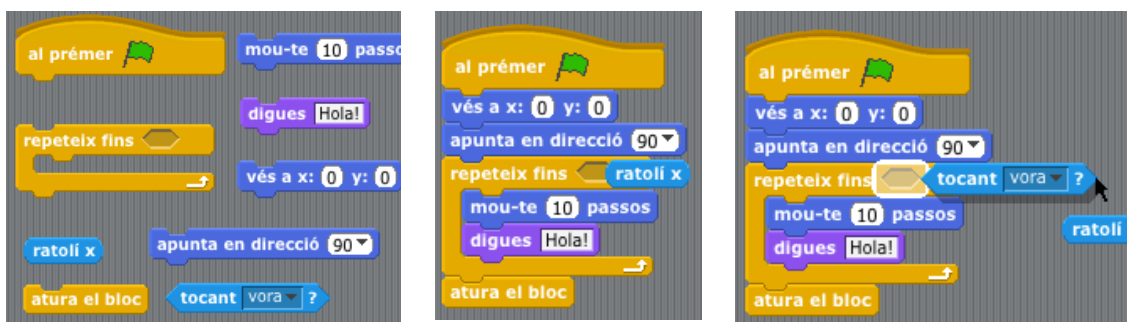 al prémer
mou-te 10 passo
digues Hola!
repeteix fins
vés a x: 0 y: 0
apunta en direcció 90
ratolí x
atura el bloc
tocant vora ?
al prémer
vés a x: 0 y: 0
apunta en direcció 90
repeteix fins ratolí x
mou-te 10 passos
digues Hola!
atura el bloc
al prémer
vés a x: 0 y: 0
apunta en direcció 90
repeteix fins tocant vora ?
mou-te 10 passos
ratolí
digues Hola!
atura el bloc